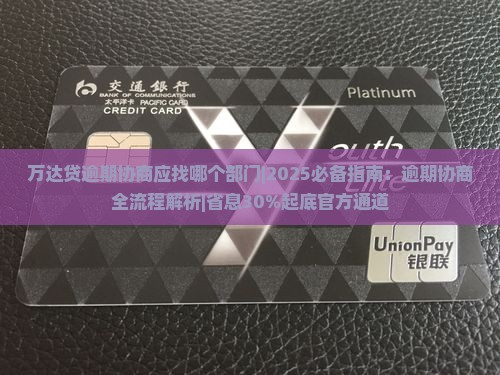 交通銀行
BANK OF COMMUNICATIONS
太平洋卡 PACIFIC CARD
CREDIT CARD
Platinum
outh
Elite
万达贷逾期协商应找哪个部门|2025必备指南：逾期协商
全流程解析|省息30%起底官方通道
UnionPay
银联